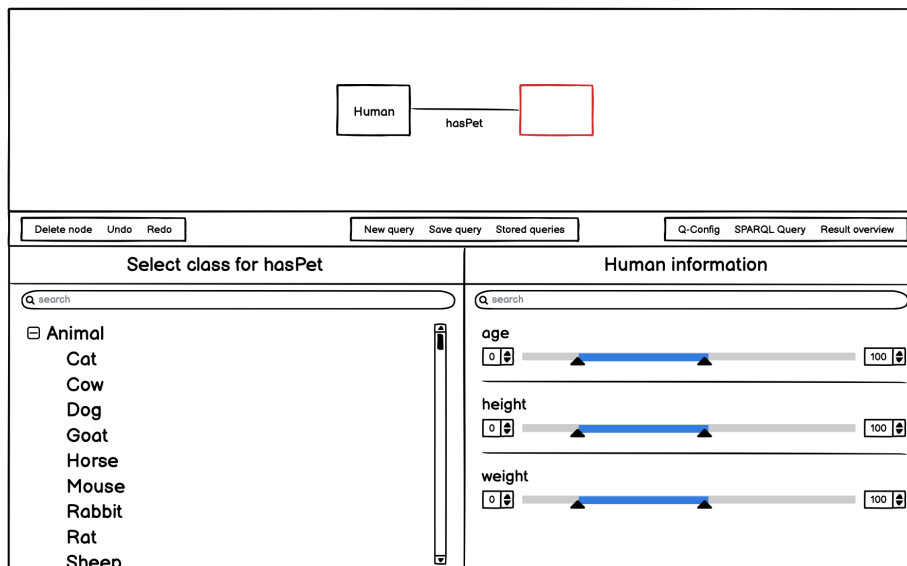 Human
hasPet
Delete node Undo Redo
New query Save query Stored queries
Q-Config SPARQL Query Result overview
Select class for hasPet
search
Animal
Cat
Cow
Dog
Goat
Horse
Mouse
Rabbit
Rat
Sheep
Human information
search
age
0 100
height
0 100
weight
0 100